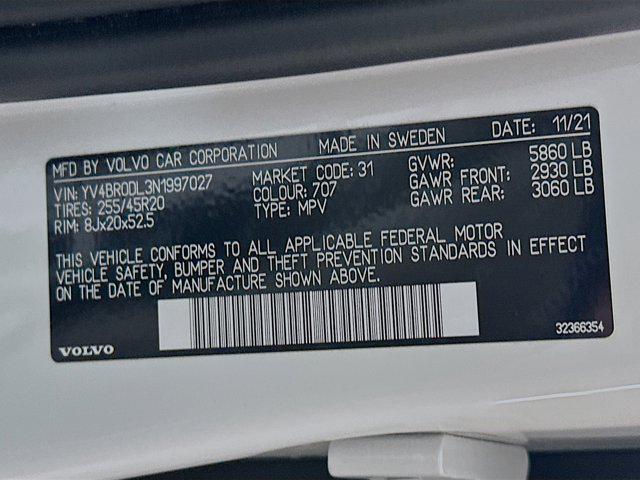 MFD BY VOLVO CAR CORPORATION MADE IN SWEDEN DATE: 11/21
VIN: YV4BR0DL3N1997027 MARKET CODE: 31 GVWR: 5860 LB
TIRES: 255/45R20 COLOUR: 707 GAWR FRONT: 2930 LB
RIM: 8Jx20x52.5 TYPE: MPV GAWR REAR: 3060 LB
THIS VEHICLE CONFORMS TO ALL APPLICABLE FEDERAL MOTOR
VEHICLE SAFETY, BUMPER AND THEFT PREVENTION STANDARDS IN EFFECT
ON THE DATE OF MANUFACTURE SHOWN ABOVE.
VOLVO 32366354